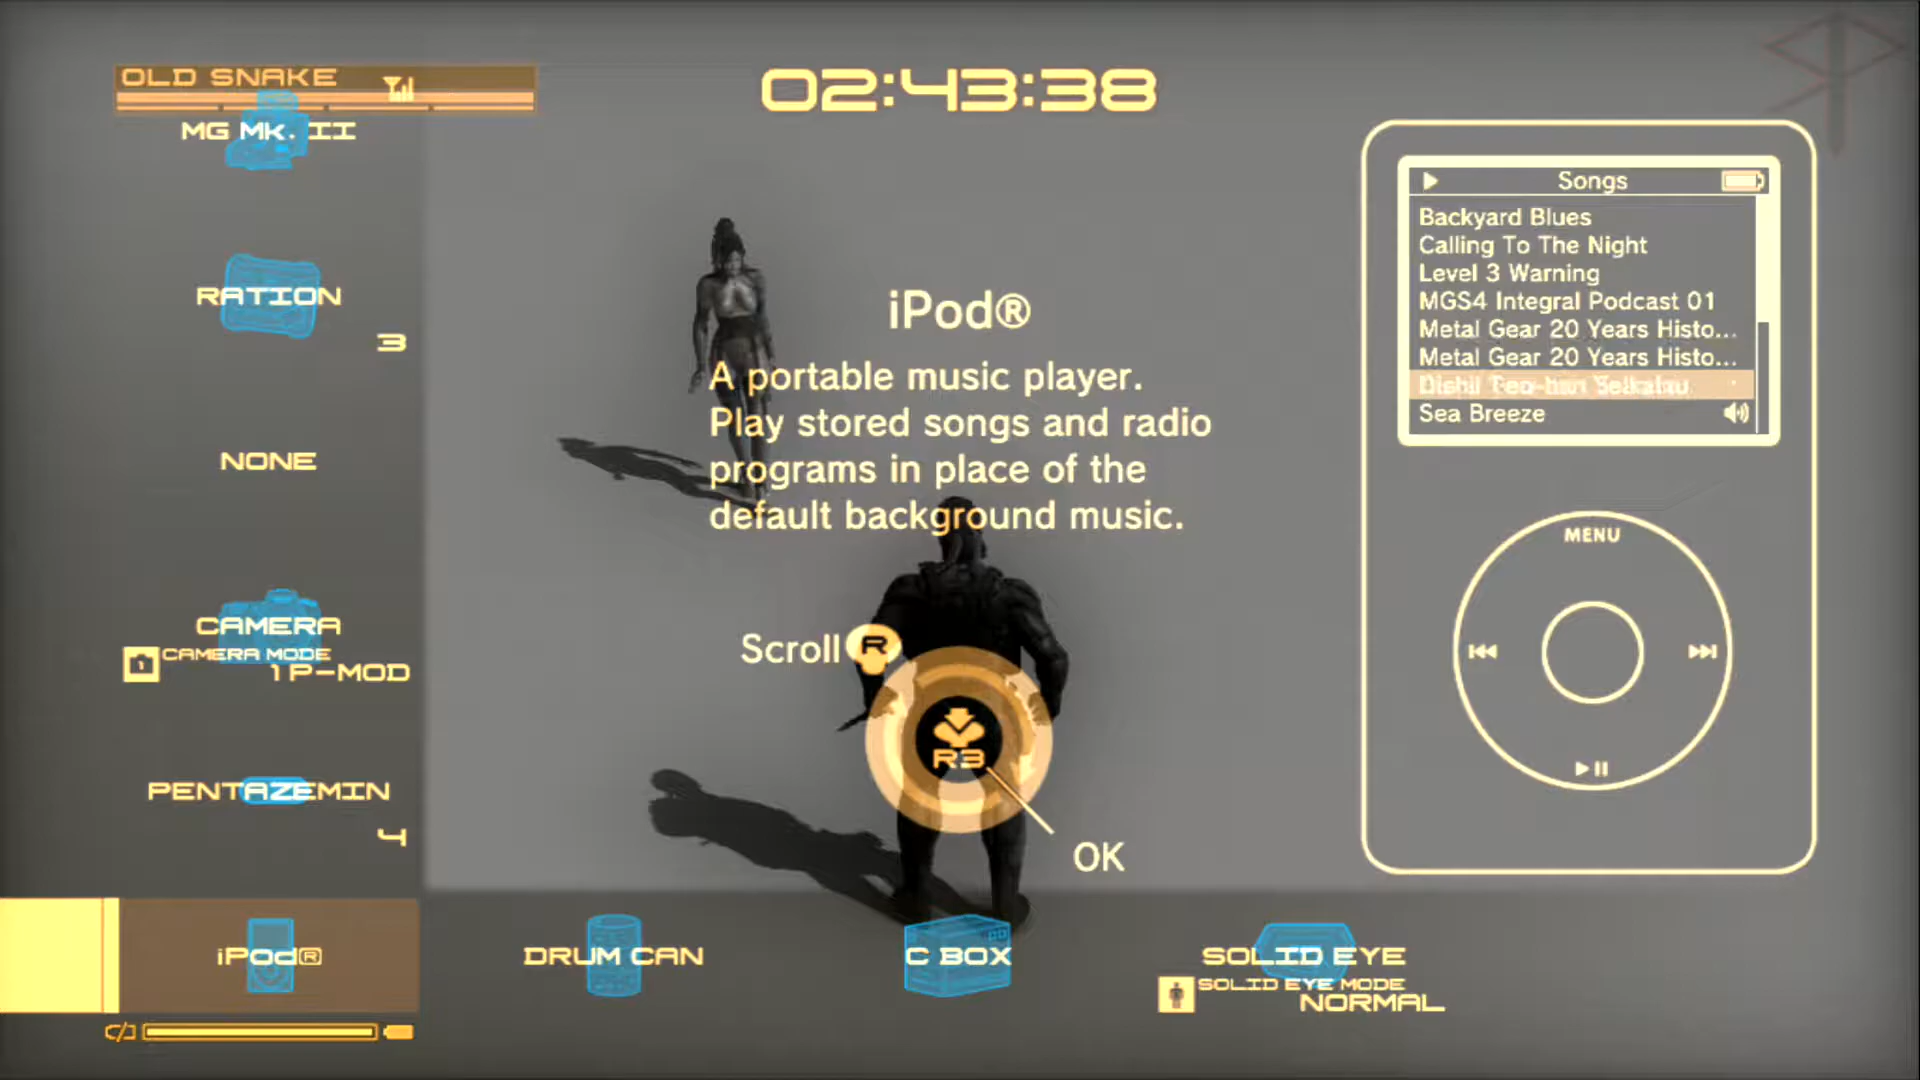 OLD SNAKE
02:43:38
MG Mk. II
RATION
3
NONE
CAMERA
CAMERA MODE
1P-MOD
PENTAZEMIN
4
iPod®
A portable music player.
Play stored songs and radio
programs in place of the
default background music.
Scroll R
R3
OK
Songs
Backyard Blues
Calling To The Night
Level 3 Warning
MGS4 Integral Podcast 01
Metal Gear 20 Years Histo...
Metal Gear 20 Years Histo...
Sea Breeze
MENU
iPod®
DRUM CAN
C BOX
SOLID EYE
SOLID EYE MODE
NORMAL